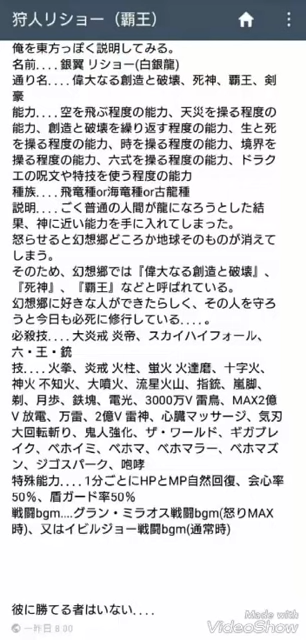 狩人リショー（覇王）
俺を東方っぽく説明してみる。
名前....銀翼 リショー(白銀龍)
通り名....偉大なる創造と破壊、死神、覇王、剣
豪
能力....空を飛ぶ程度の能力、天災を操る程度の
能力、創造と破壊を繰り返す程度の能力、生と死
を操る程度の能力、時を操る程度の能力、境界を
操る程度の能力、六式を操る程度の能力、ドラク
エの呪文や特技を使う程度の能力
種族....飛竜種or海竜種or古龍種
説明....ごく普通の人間が龍になろうとした結
果、神に近い能力を手に入れてしまった。
怒らせると幻想郷どころか地球そのものが消えて
しまう。
そのため、幻想郷では『偉大なる創造と破壊』、
『死神』、『覇王』などと呼ばれている。
幻想郷に好きな人ができたらしく、その人を守ろ
うと今日も必死に修行している....。
必殺技....大炎戒 炎帝、スカイハイフォール、
六・王・銃
技....火拳、炎戒 火柱、蛍火 火達磨、十字火、
神火 不知火、大噴火、流星火山、指銃、嵐脚、
剃、月歩、鉄塊、電光、3000万V 雷鳥、MAX2億
V 放電、万雷、2億V 雷神、心臓マッサージ、気刃
大回転斬り、鬼人強化、ザ・ワールド、ギガブレ
イク、ベホイミ、ベホマ、ベホマラー、ベホマズ
ン、ジゴスパーク、咆哮
特殊能力....1分ごとにHPとMP自然回復、会心率
50％、盾ガード率50％
戦闘bgm....グラン・ミラオス戦闘bgm(怒りMAX
時)、又はイビルジョー戦闘bgm(通常時)
彼に勝てる者はいない....
一昨日 8:00
Made with
VideoShow